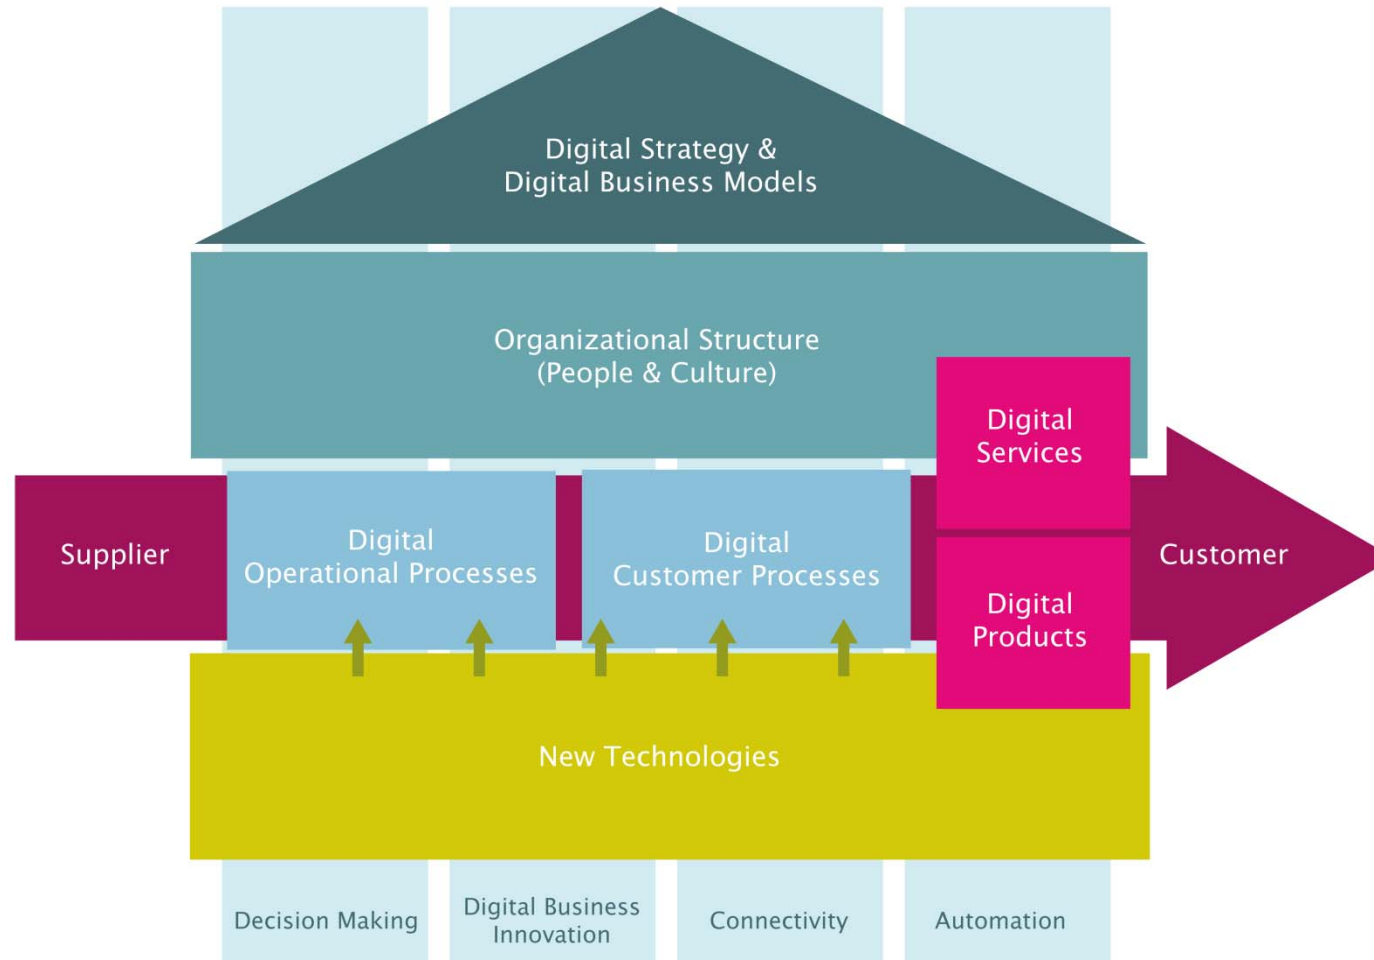 Digital Strategy &
Digital Business Models
Organizational Structure
(People & Culture)
Digital
Services
Supplier
Digital
Operational Processes
Digital
Customer Processes
Customer
Digital
Products
New Technologies
Decision Making
Digital Business
Innovation
Connectivity
Automation